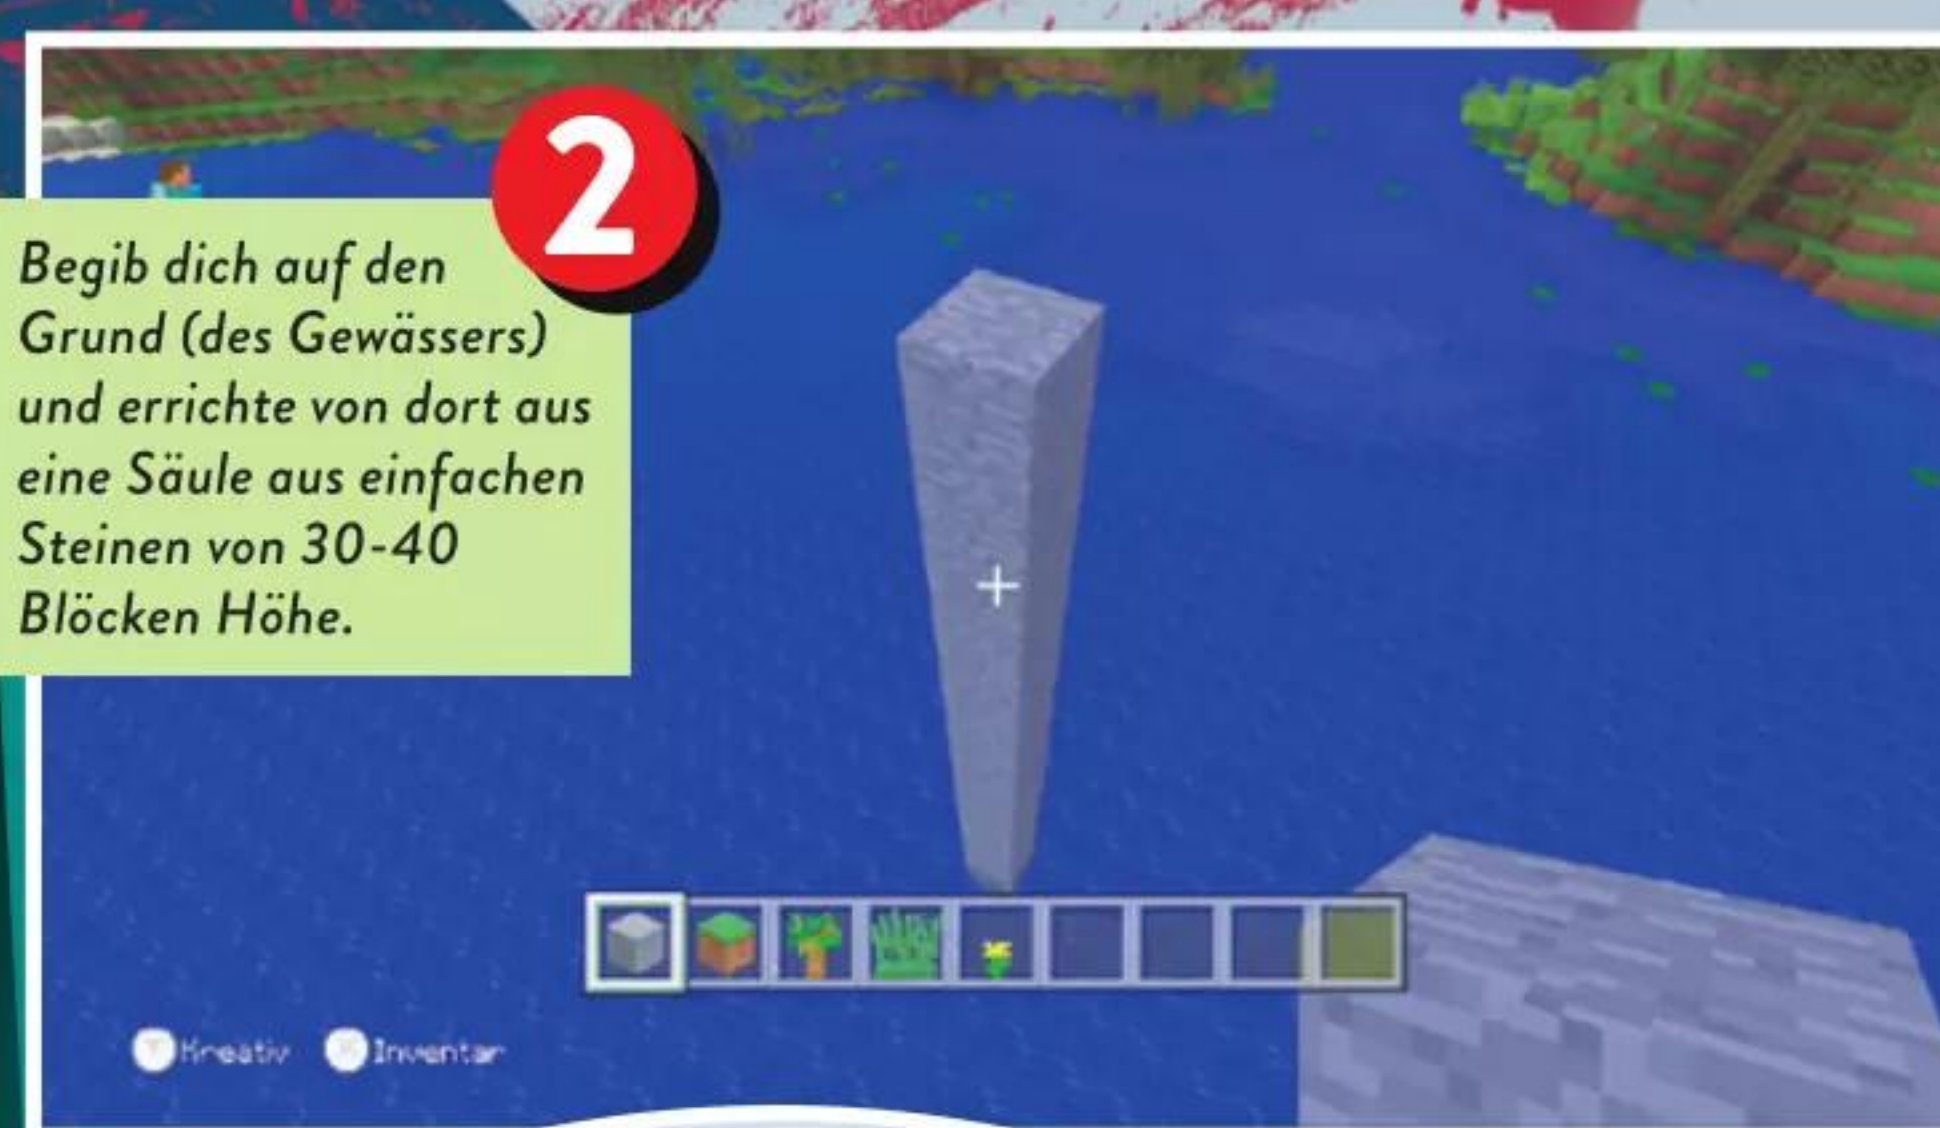 2
Begib dich auf den
Grund (des Gewässers)
und errichte von dort aus
eine Säule aus einfachen
Steinen von 30-40
Blöcken Höhe.
Kreativ Inventar